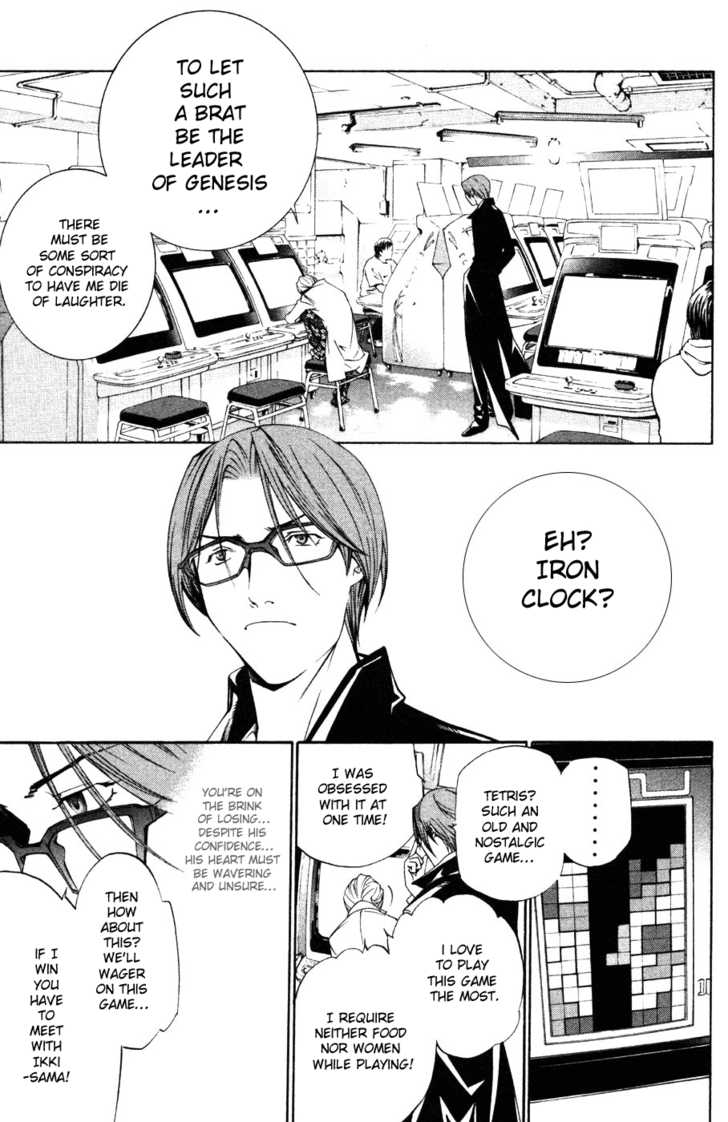 TO LET
SUCH
A BRAT
BE THE
LEADER
OF GENESIS
...
THERE
MUST BE
SOME SORT
OF CONSPIRACY
TO HAVE ME DIE
OF LAUGHTER.
EH?
IRON
CLOCK?
......
TETRIS?
SUCH AN
OLD AND
NOSTALGIC
GAME...
I WAS
OBSESSED
WITH IT AT
ONE TIME!
I LOVE
TO PLAY
THIS GAME
THE MOST.
I REQUIRE
NEITHER FOOD
NOR WOMEN
WHILE PLAYING!
YOU'RE ON
THE BRINK
OF LOSING...
DESPITE HIS
CONFIDENCE...
HIS HEART MUST
BE WAVERING
AND UNSURE...
THEN
HOW
ABOUT
THIS?
WE'LL
WAGER
ON THIS
GAME...
IF I
WIN
YOU
HAVE
TO
MEET
WITH
IKKI
-SAMA!